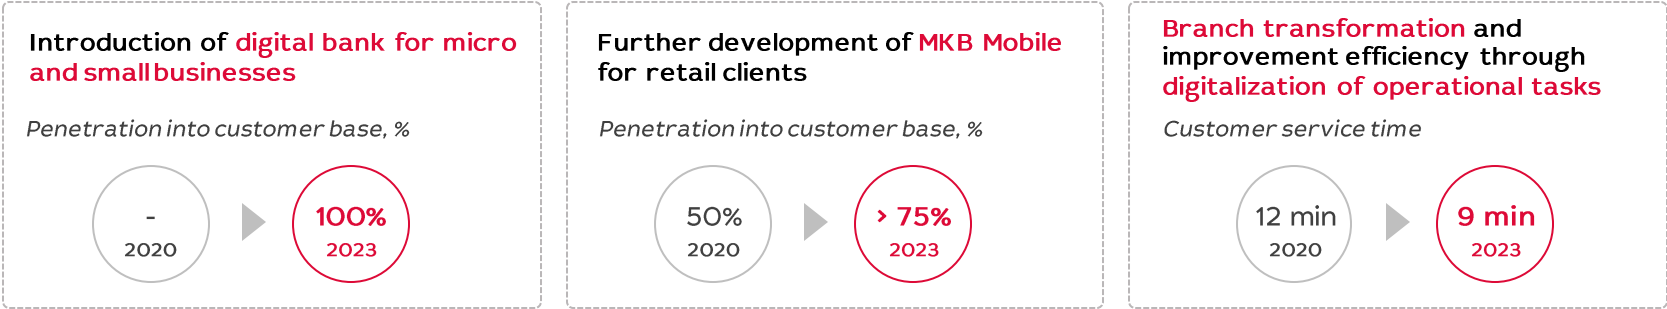 Introduction of digital bank for micro
and small businesses
Penetration into customer base, %
-
2020
100%
2023
Further development of MKB Mobile
for retail clients
Penetration into customer base, %
50%
2020
> 75%
2023
Branch transformation and
improvement efficiency through
digitalization of operational tasks
Customer service time
12 min
2020
9 min
2023